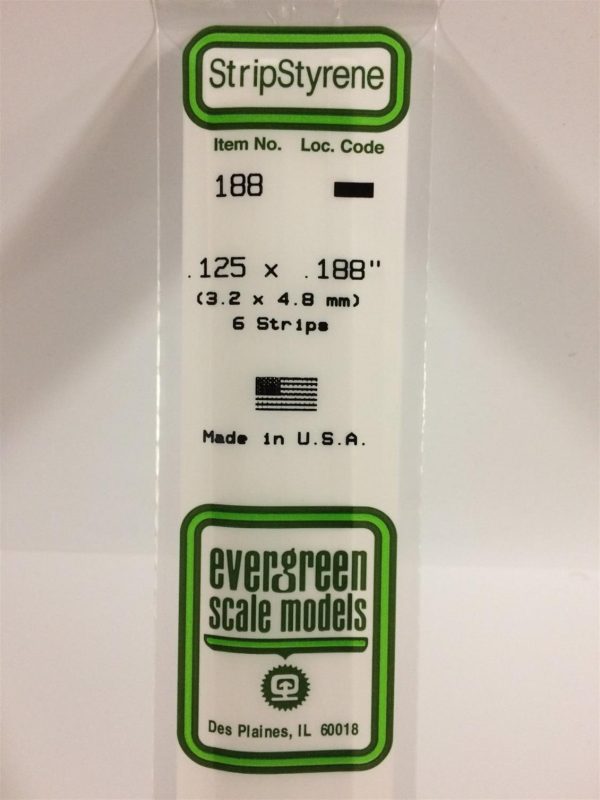 StripStyrene
Item No. Loc. Code
188
.125 x .188"
(3.2 x 4.8 mm)
6 Strips
Made in U.S.A.
evergreen
scale models
Des Plaines, IL 60018